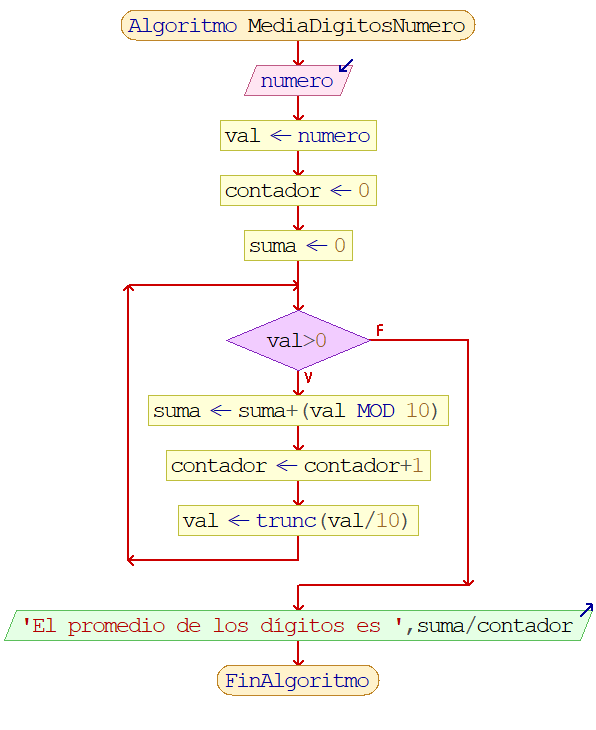 Algoritmo MediaDigitosNumero
numero
val ← numero
contador ← 0
suma ← 0
val>0
F
V
suma ← suma+(val MOD 10)
contador ← contador+1
val ← trunc(val/10)
'El promedio de los dígitos es ',suma/contador
FinAlgoritmo